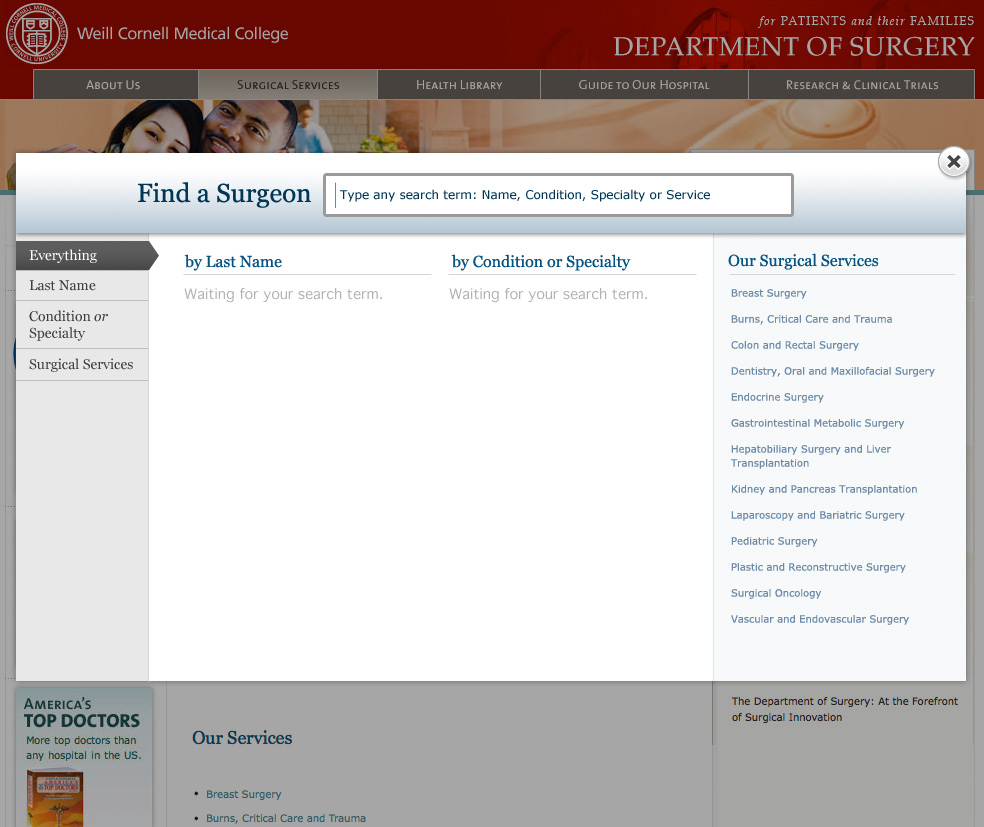 Weill Cornell Medical College
for PATIENTS and their FAMILIES
DEPARTMENT OF SURGERY
ABOUT US
SURGICAL SERVICES
HEALTH LIBRARY
GUIDE TO OUR HOSPITAL
RESEARCH & CLINICAL TRIALS
Find a Surgeon
Type any search term: Name, Condition, Specialty or Service
Everything
Last Name
Condition or
Specialty
Surgical Services
by Last Name
Waiting for your search term.
by Condition or Specialty
Waiting for your search term.
Our Surgical Services
Breast Surgery
Burns, Critical Care and Trauma
Colon and Rectal Surgery
Dentistry, Oral and Maxillofacial Surgery
Endocrine Surgery
Gastrointestinal Metabolic Surgery
Hepatobiliary Surgery and Liver
Transplantation
Kidney and Pancreas Transplantation
Laparoscopy and Bariatric Surgery
Pediatric Surgery
Plastic and Reconstructive Surgery
Surgical Oncology
Vascular and Endovascular Surgery
AMERICA'S
TOP DOCTORS
More top doctors than
any hospital in the US.
AMERICA'S
TOP DOCTORS
Our Services
• Breast Surgery
• Burns, Critical Care and Trauma
The Department of Surgery: At the Forefront
of Surgical Innovation